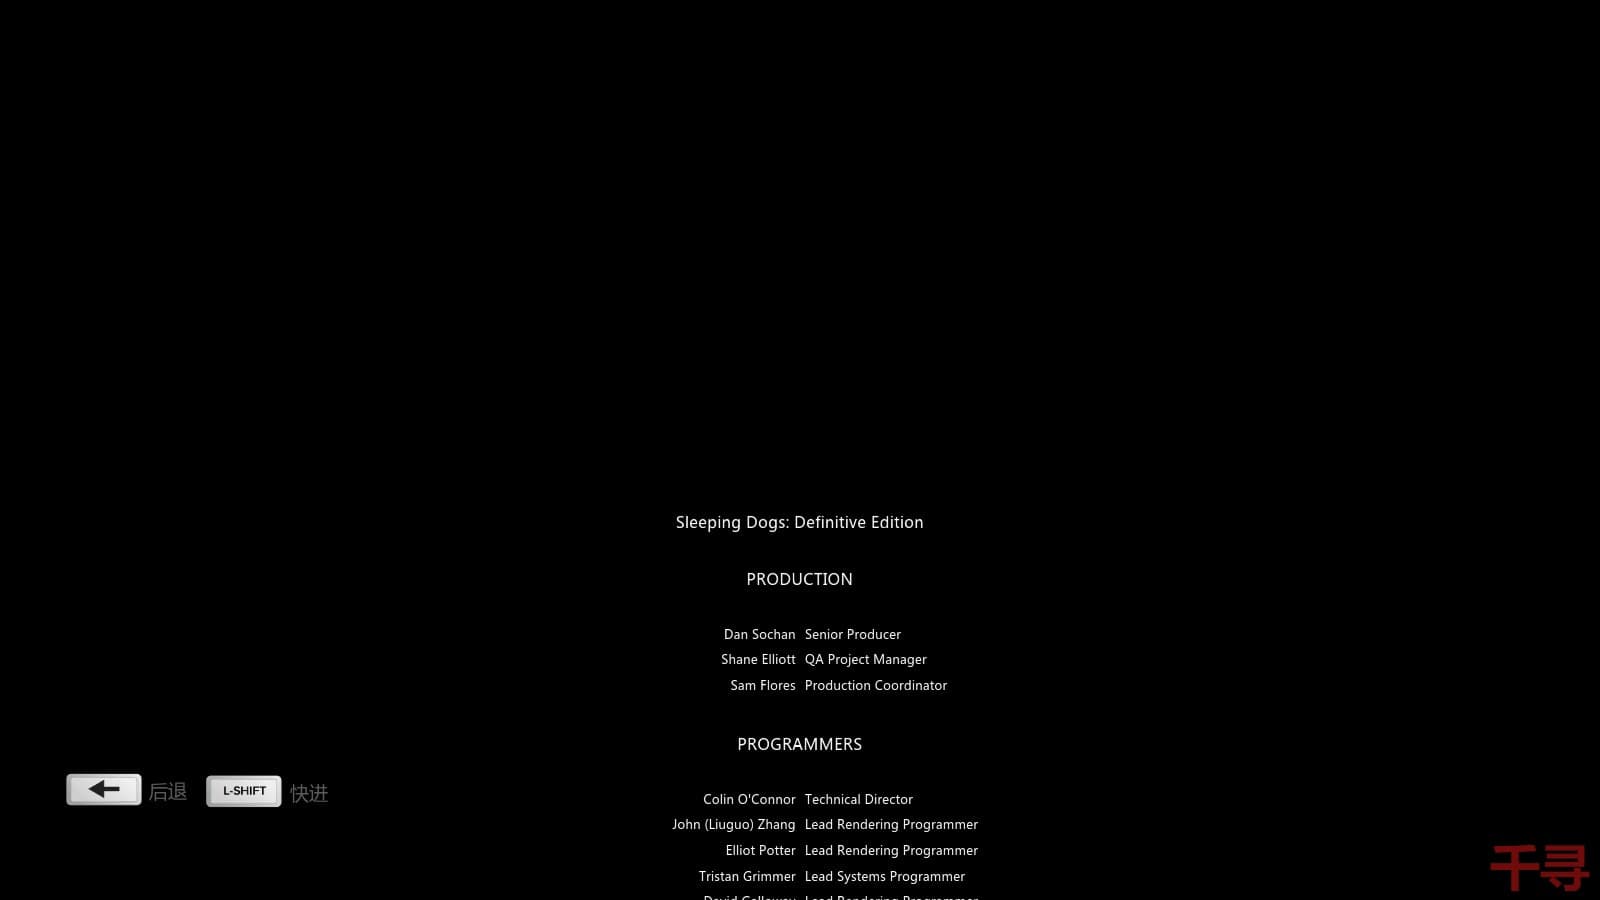 Sleeping Dogs: Definitive Edition
PRODUCTION
Dan Sochan Senior Producer
Shane Elliott QA Project Manager
Sam Flores Production Coordinator
PROGRAMMERS
后退 L-SHIFT 快进
Colin O'Connor Technical Director
John (Liuguo) Zhang Lead Rendering Programmer
Elliot Potter Lead Rendering Programmer
Tristan Grimmer Lead Systems Programmer
千寻